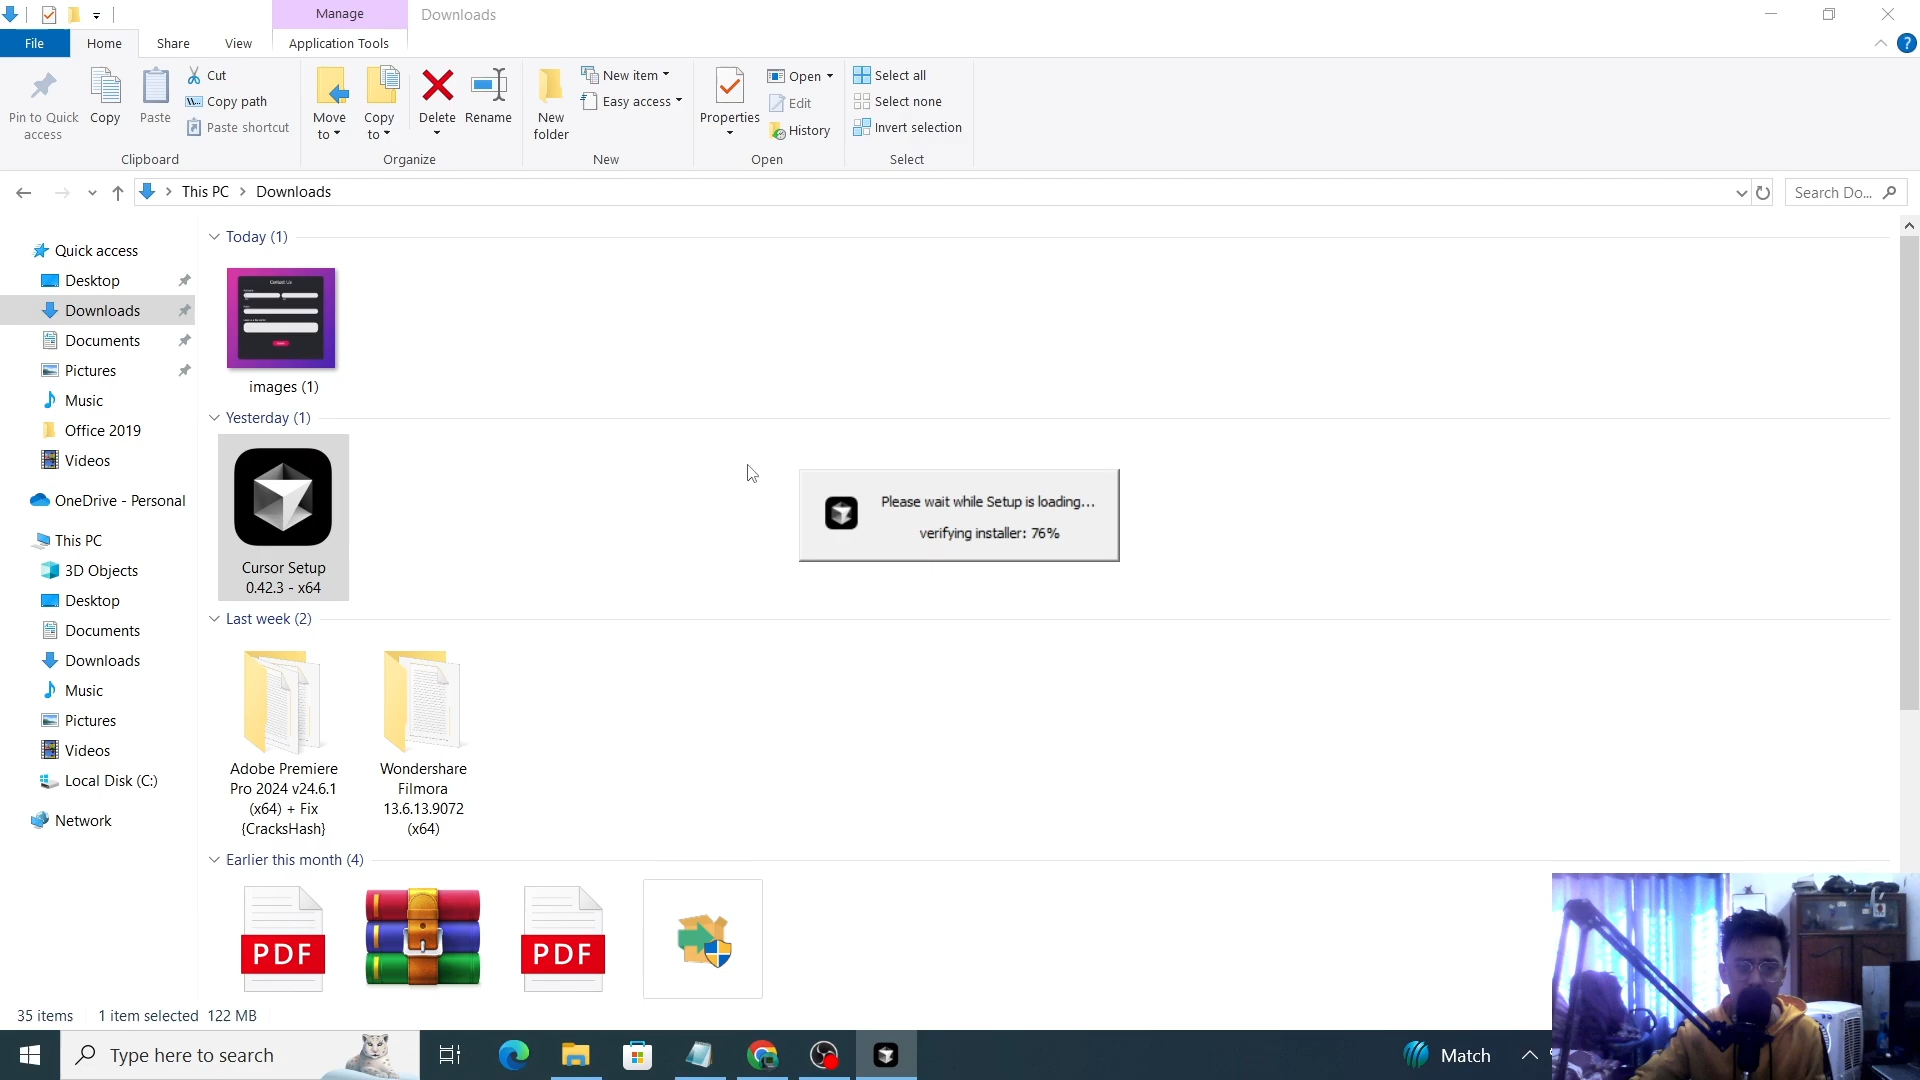 Manage
Downloads
File
Home
Share
View
Application Tools
Pin to Quick
access
Copy
Paste
Cut
Copy path
Paste shortcut
Clipboard
Move
to
Copy
to
Delete
Rename
Organize
New
folder
New item
Easy access
New
Properties
Open
Edit
History
Open
Select all
Select none
Invert selection
Select
This PC
Downloads
Search Do...
Quick access
Desktop
Downloads
Documents
Pictures
Music
Office 2019
Videos
OneDrive - Personal
This PC
3D Objects
Desktop
Documents
Downloads
Music
Pictures
Videos
Local Disk (C:)
Network
Today (1)
Contact Us
images (1)
Yesterday (1)
Cursor Setup
0.42.3 - x64
Please wait while Setup is loading...
verifying installer: 76%
Last week (2)
Adobe Premiere
Pro 2024 v24.6.1
(x64) + Fix
{CracksHash}
Wondershare
Filmora
13.6.13.9072
(x64)
Earlier this month (4)
PDF
PDF
35 items
1 item selected 122 MB
Type here to search
Match